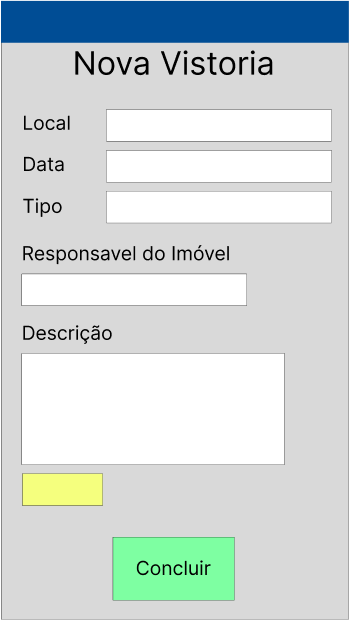 Nova Vistoria
Local
Data
Tipo
Responsavel do Imóvel
Descrição
Concluir